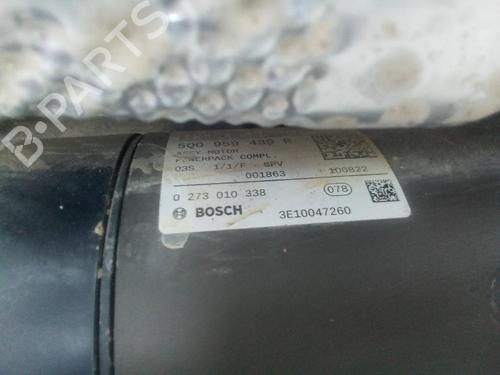 B-PARTS
5Q0 959 439 R
ASSY MOTOR
POWERPACK COMPL.
03S 1/1/F SPV
001863 100822
0 273 010 338 078
BOSCH 3E10047260